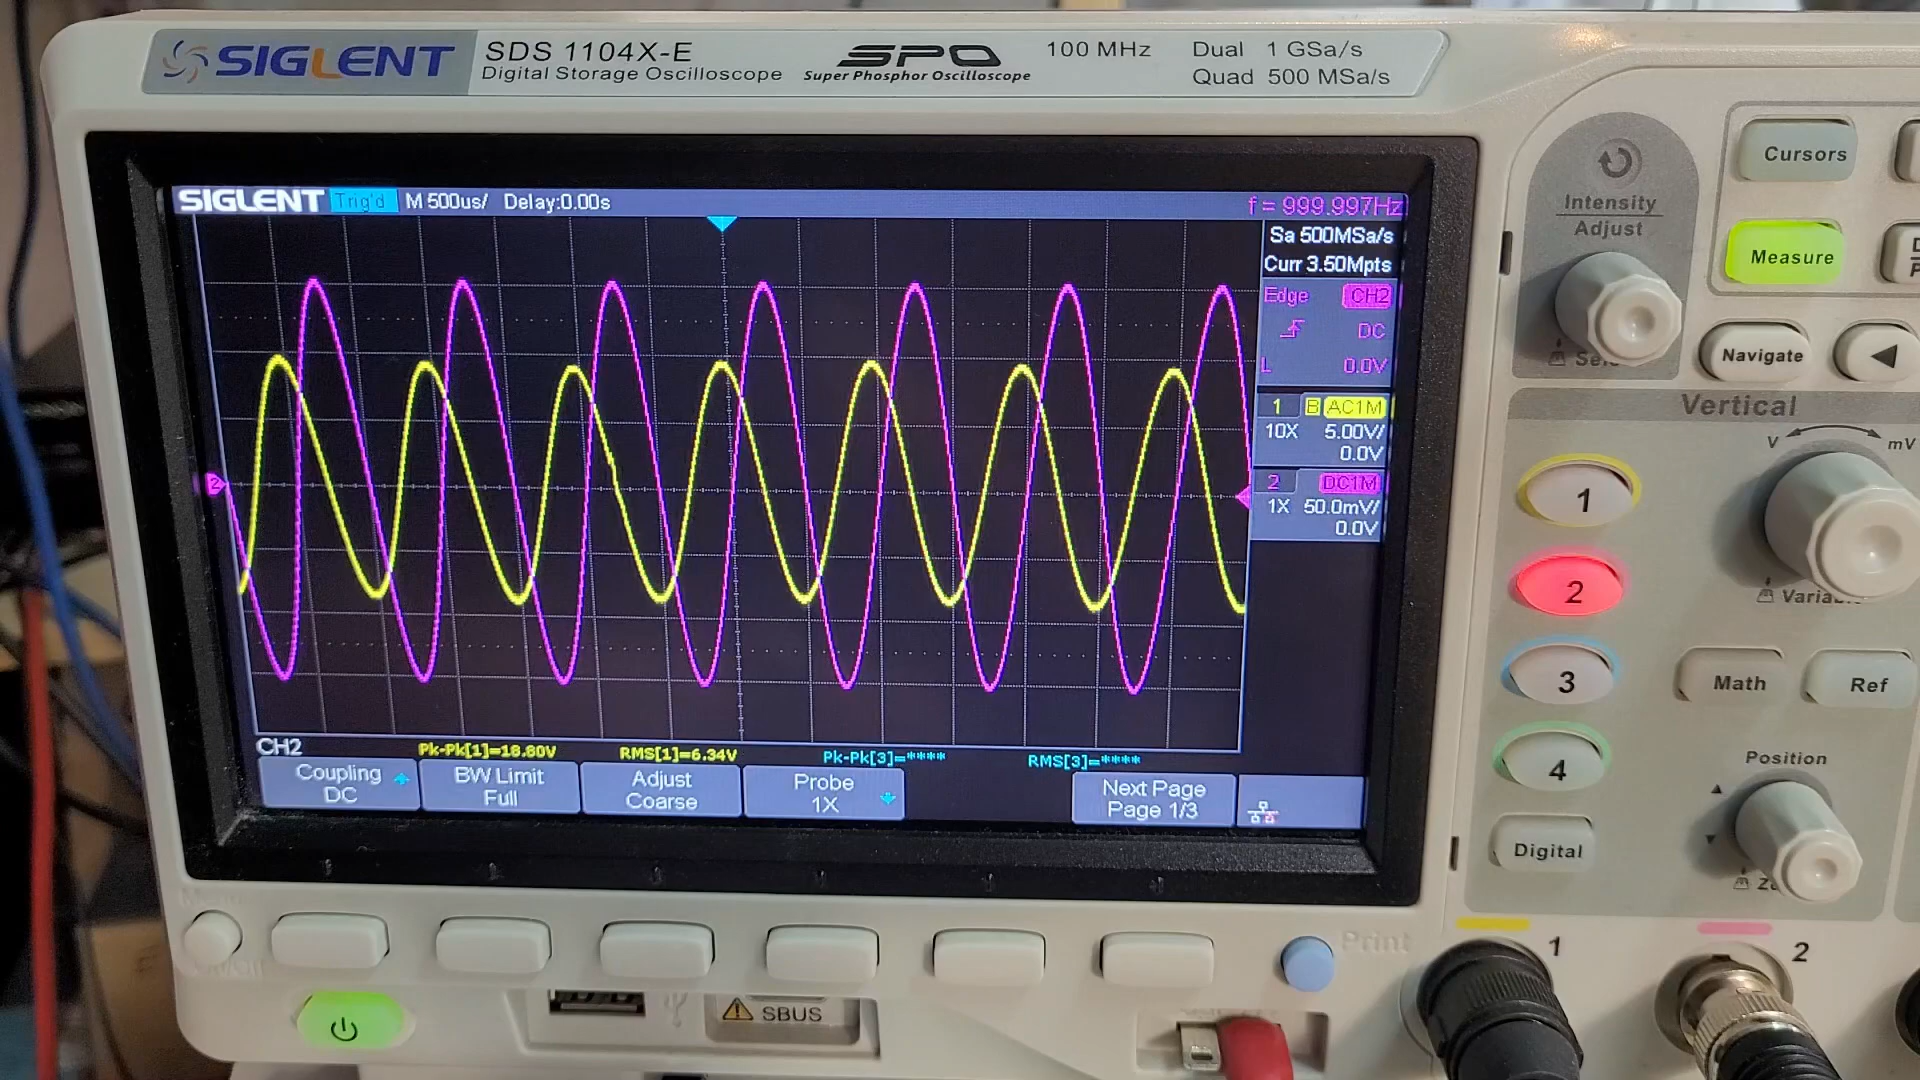 SIGLENT SDS 1104X-E SPO 100 MHz Dual 1 GSa/s
Digital Storage Oscilloscope Super Phosphor Oscilloscope Quad 500 MSa/s
Cursors
Intensity
Adjust
Measure
Navigate
SIGLENT Trig'd M 500us/ Delay:0.00s f = 999.997Hz
Sa 500MSa/s
Curr 3.50Mpts
Edge CH2
DC
L 0.0V
1 B AC1M
10X 5.00V/
0.0V
2 DC1M
1X 50.0mV/
0.0V
2
CH2 Pk-Pk[1]=18.80V RMS[1]=6.34V Pk-Pk[3]=**** RMS[3]=****
Coupling
DC
BW Limit
Full
Adjust
Coarse
Probe
1X
Next Page
Page 1/3
Vertical
V mV
1
2
3
4
Math
Ref
Position
Digital
Print
SBUS
1
2